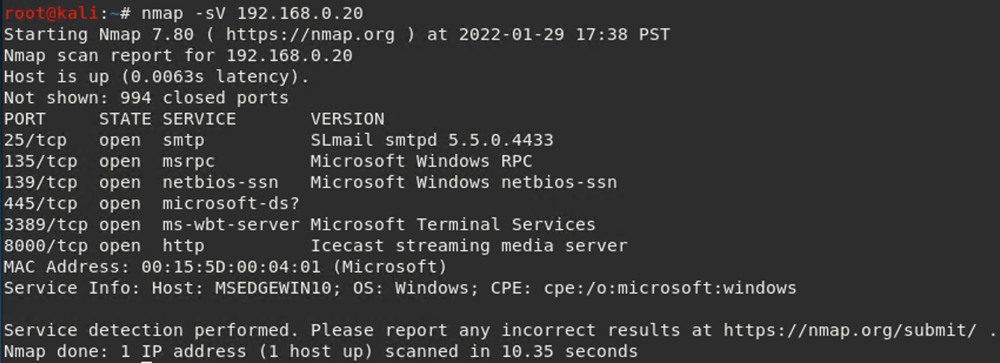 root@kali:~# nmap -sV 192.168.0.20
Starting Nmap 7.80 ( https://nmap.org ) at 2022-01-29 17:38 PST
Nmap scan report for 192.168.0.20
Host is up (0.0063s latency).
Not shown: 994 closed ports
PORT     STATE SERVICE       VERSION
25/tcp   open  smtp          SLmail smtpd 5.5.0.4433
135/tcp  open  msrpc         Microsoft Windows RPC
139/tcp  open  netbios-ssn   Microsoft Windows netbios-ssn
445/tcp  open  microsoft-ds?
3389/tcp open  ms-wbt-server Microsoft Terminal Services
8000/tcp open  http          Icecast streaming media server
MAC Address: 00:15:5D:00:04:01 (Microsoft)
Service Info: Host: MSEDGEWIN10; OS: Windows; CPE: cpe:/o:microsoft:windows
Service detection performed. Please report any incorrect results at https://nmap.org/submit/ .
Nmap done: 1 IP address (1 host up) scanned in 10.35 seconds